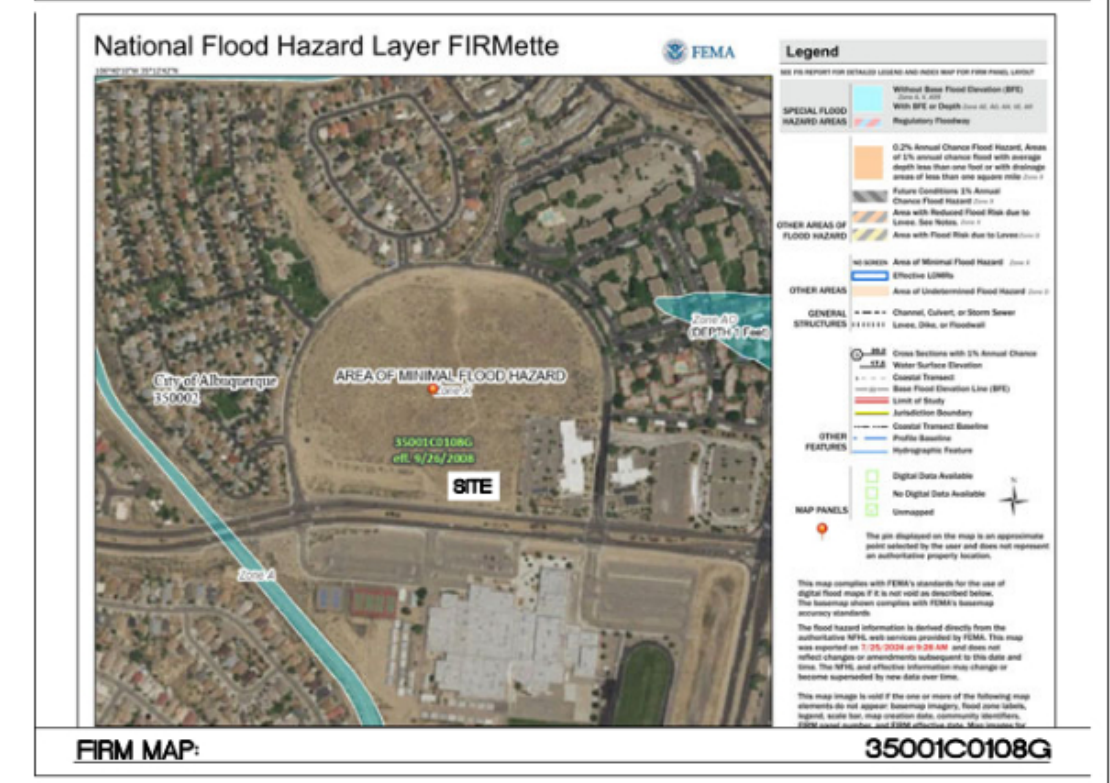 National Flood Hazard Layer FIRMette
FEMA
Legend
SEE FIS REPORT FOR DETAILED LEGEND AND INDEX MAP FOR FIRM PANEL LAYOUT
SPECIAL FLOOD
HAZARD AREAS
Without Base Flood Elevation (BFE)
With BFE or Depth
Regulatory Floodway
0.2% Annual Chance Flood Hazard, Areas
of 1% annual chance flood with average
depth less than one foot or with drainage
areas of less than one square mile
Future Conditions 1% Annual
Chance Flood Hazard
Area with Reduced Flood Risk due to
Levee. See Notes.
Area with Flood Risk due to Levee
OTHER AREAS OF
FLOOD HAZARD
NO SCREEN Area of Minimal Flood Hazard
Effective LOMRs
OTHER AREAS
Area of Undetermined Flood Hazard
GENERAL
STRUCTURES
Channel, Culvert, or Storm Sewer
Levee, Dike, or Floodwall
Cross Sections with 1% Annual Chance
Water Surface Elevation
Coastal Transect
Base Flood Elevation Line (BFE)
Limit of Study
Jurisdiction Boundary
Coastal Transect Baseline
OTHER
FEATURES
Profile Baseline
Hydrographic Feature
Digital Data Available
No Digital Data Available
Unmapped
MAP PANELS
N
The pin displayed on the map is an approximate
point selected by the user and does not represent
an authoritative property location.
This map complies with FEMA's standards for the use of
digital flood maps if it is not void as described below.
The basemap shown complies with FEMA's basemap
accuracy standards
The flood hazard information is derived directly from the
authoritative NFHL web services provided by FEMA. This map
was exported on 7/25/2024 at 9:28 AM and does not
reflect changes or amendments subsequent to this date and
time. The NFHL and effective information may change or
become superseded by new data over time.
This map image is void if the one or more of the following map
elements do not appear: basemap imagery, flood zone labels,
legend, scale bar, map creation date, community identifiers,
FIRM panel number, and FIRM effective date. Map images for
Zone AO
(DEPTH 1 Feet)
City of Albuquerque
350002
AREA OF MINIMAL FLOOD HAZARD
Zone X
35001C0108G
eff. 9/26/2008
SITE
Zone A
FIRM MAP:
35001C0108G